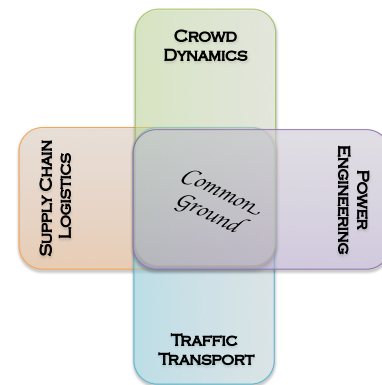 CROWD
DYNAMICS
SUPPLY CHAIN
LOGISTICS
Common
Ground
POWER
ENGINEERING
TRAFFIC
TRANSPORT